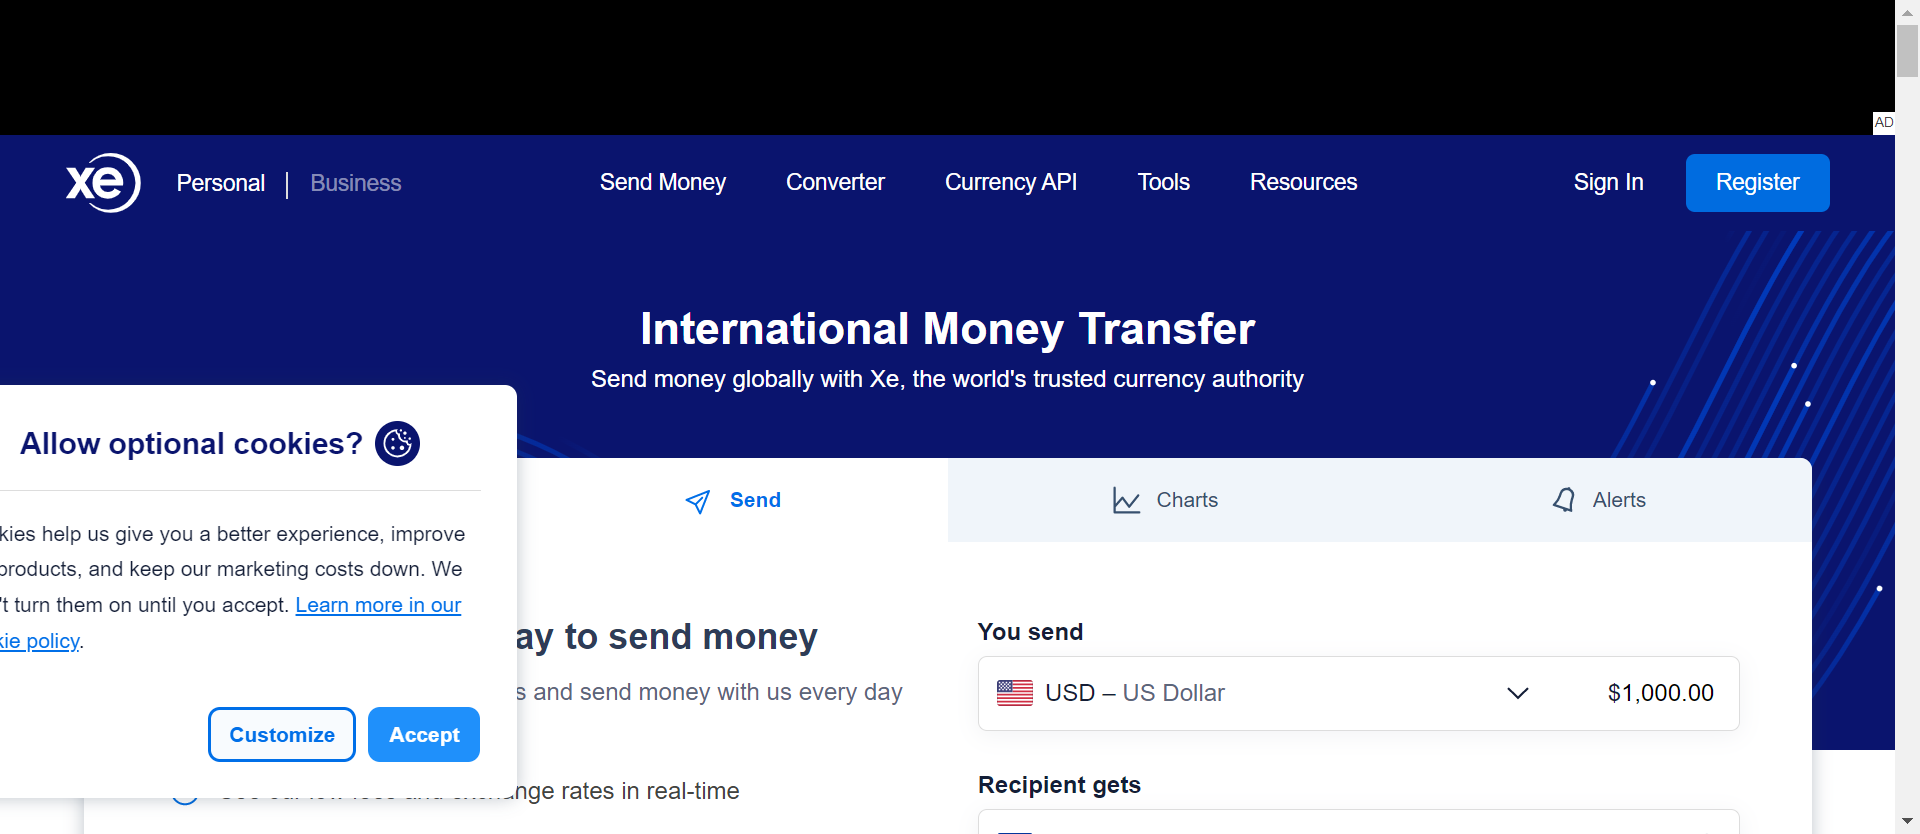 AD
xe
Personal | Business
Send Money
Converter
Currency API
Tools
Resources
Sign In
Register
International Money Transfer
Send money globally with Xe, the world's trusted currency authority
Allow optional cookies?
kies help us give you a better experience, improve
products, and keep our marketing costs down. We
't turn them on until you accept. Learn more in our
kie policy.
Customize
Accept
Send
Charts
Alerts
ay to send money
s and send money with us every day
exchange rates in real-time
You send
USD – US Dollar
$1,000.00
Recipient gets